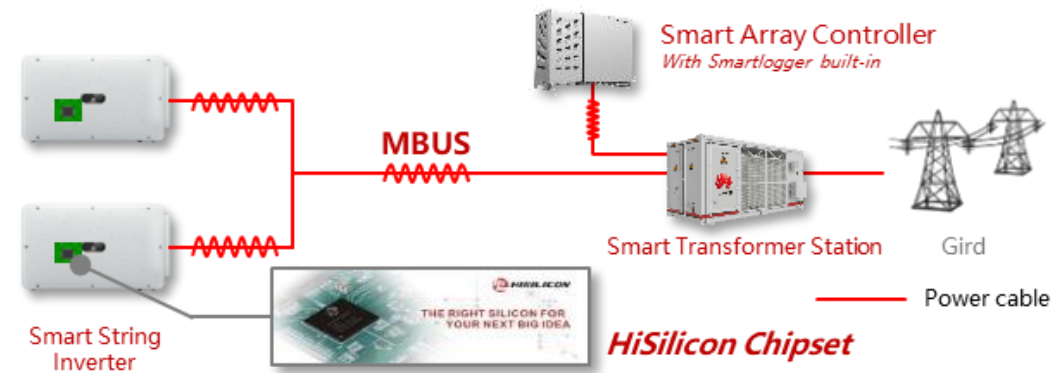 Smart Array Controller
With Smartlogger built-in
MBUS
Smart Transformer Station
Gird
Power cable
HISILICON
THE RIGHT SILICON FOR
YOUR NEXT BIG IDEA
HiSilicon Chipset
Smart String
Inverter